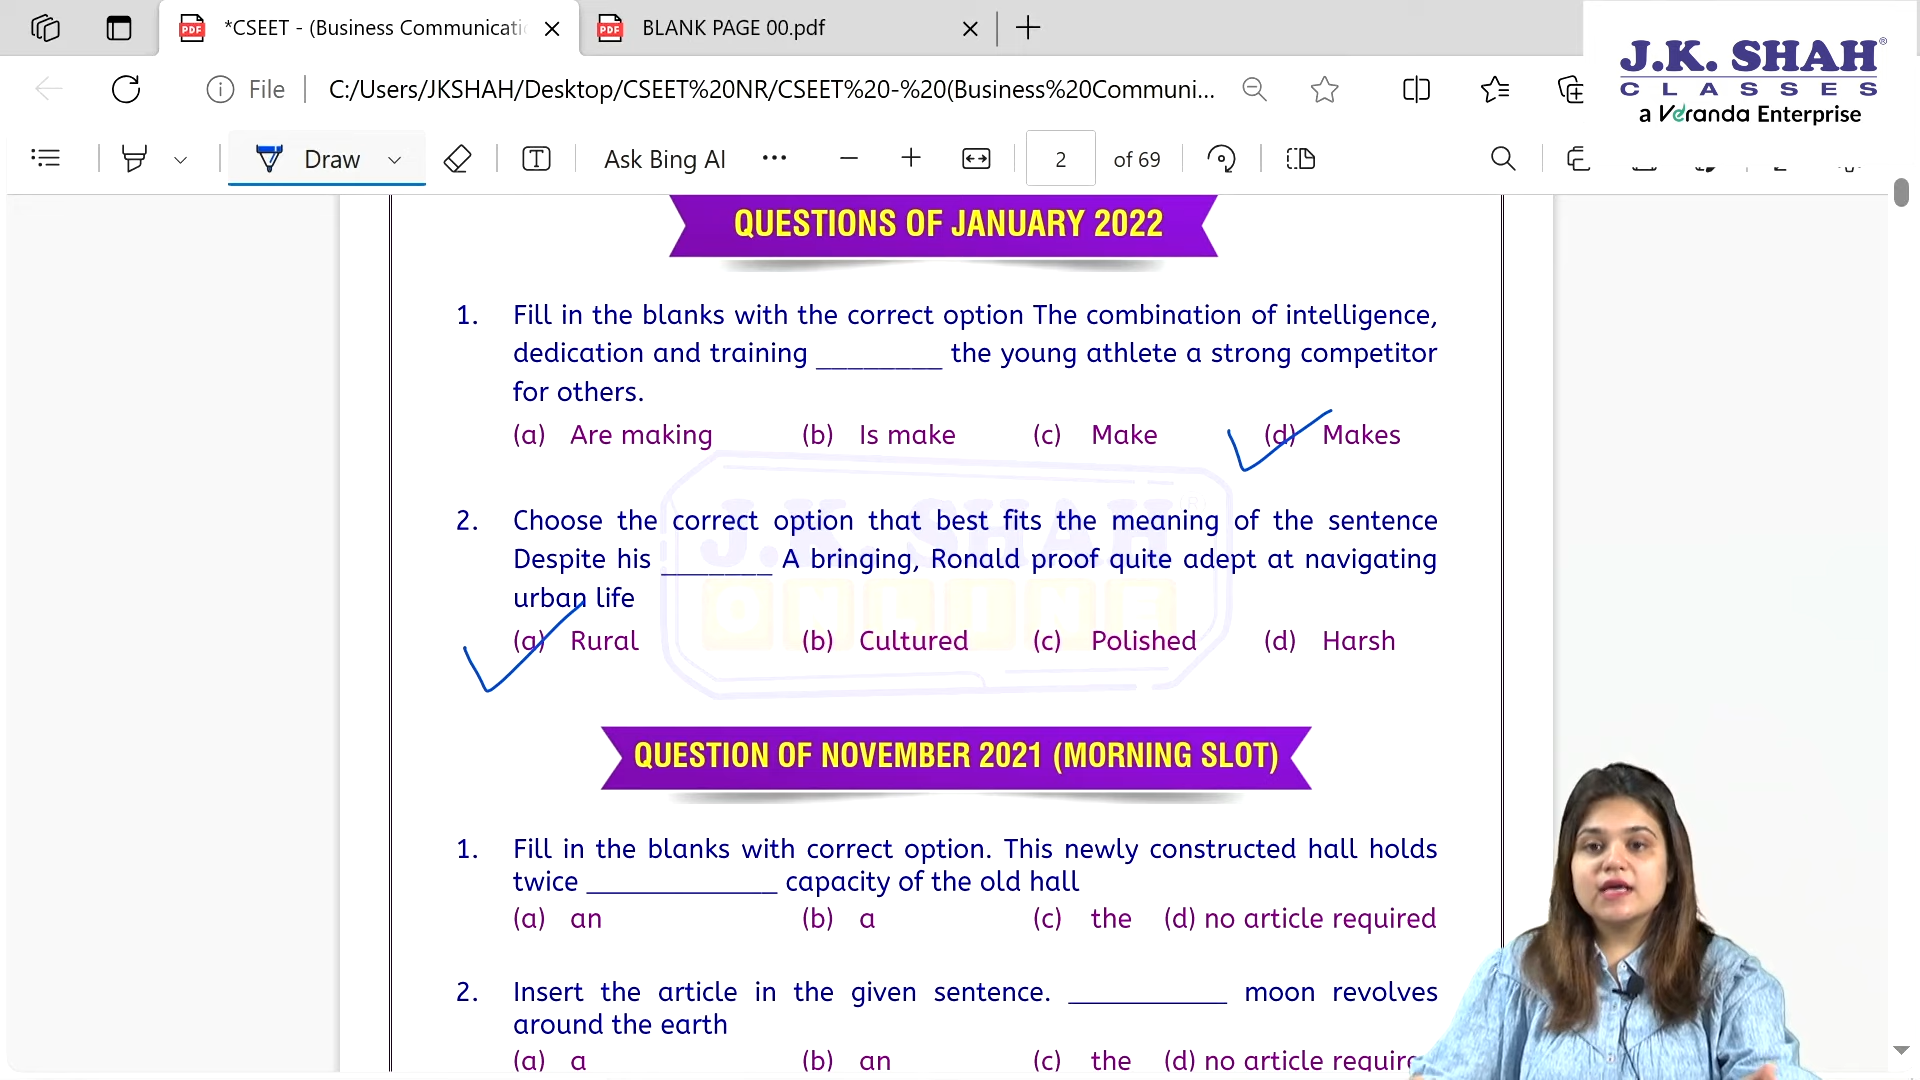 *CSEET - (Business Communicati
BLANK PAGE 00.pdf
J.K. SHAH®
CLASSES
a Veranda Enterprise
File
C:/Users/JKSHAH/Desktop/CSEET%20NR/CSEET%20-%20(Business%20Communi...
Draw
Ask Bing AI
2
of 69
QUESTIONS OF JANUARY 2022
1. Fill in the blanks with the correct option The combination of intelligence,
dedication and training ________ the young athlete a strong competitor
for others.
(a) Are making (b) Is make (c) Make (d) Makes
2. Choose the correct option that best fits the meaning of the sentence
Despite his _______ A bringing, Ronald proof quite adept at navigating
urban life
(a) Rural (b) Cultured (c) Polished (d) Harsh
J.K. SHAH
ONLINE
QUESTION OF NOVEMBER 2021 (MORNING SLOT)
1. Fill in the blanks with correct option. This newly constructed hall holds
twice ____________ capacity of the old hall
(a) an (b) a (c) the (d) no article required
2. Insert the article in the given sentence. __________ moon revolves
around the earth
(a) a (b) an (c) the (d) no article require